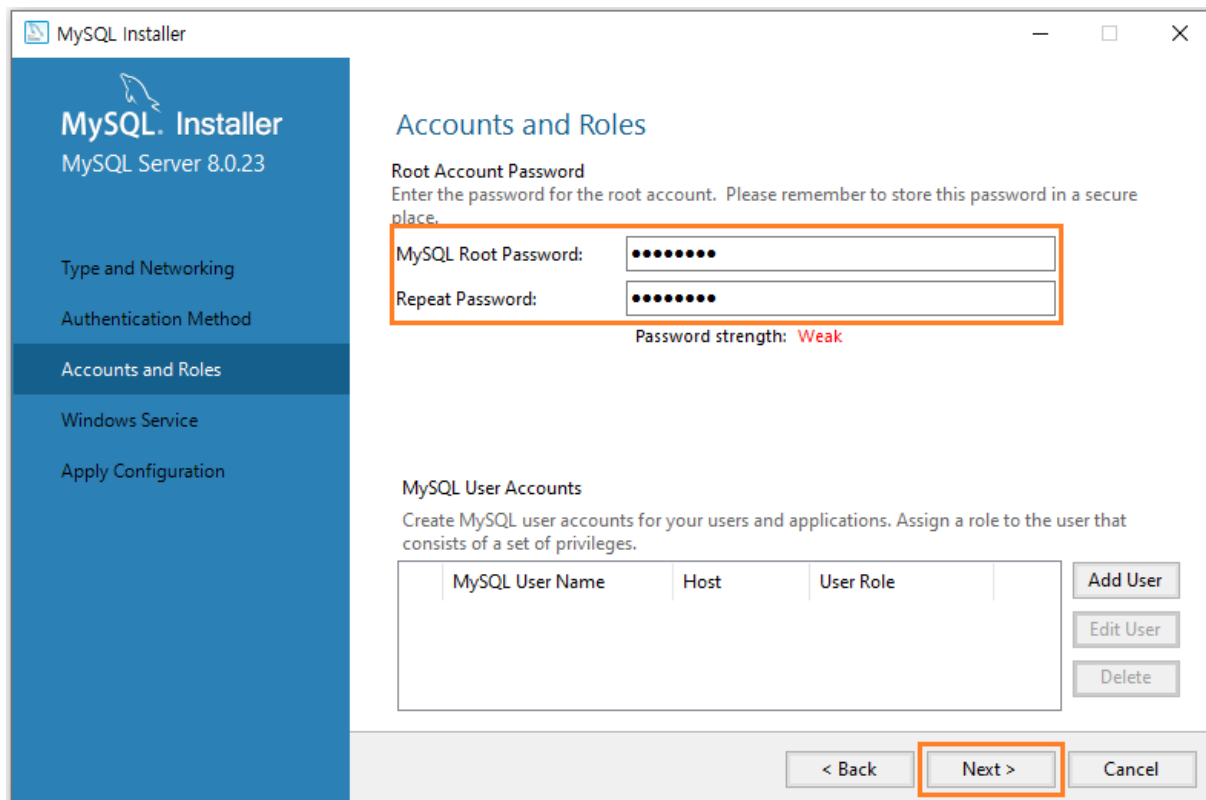 MySQL Installer
MySQL. Installer
MySQL Server 8.0.23
Type and Networking
Authentication Method
Accounts and Roles
Windows Service
Apply Configuration
Accounts and Roles
Root Account Password
Enter the password for the root account.  Please remember to store this password in a secure
place.
MySQL Root Password: ●●●●●●●●
Repeat Password: ●●●●●●●●
Password strength: Weak
MySQL User Accounts
Create MySQL user accounts for your users and applications. Assign a role to the user that
consists of a set of privileges.
MySQL User Name Host User Role
Add User
Edit User
Delete
< Back Next > Cancel